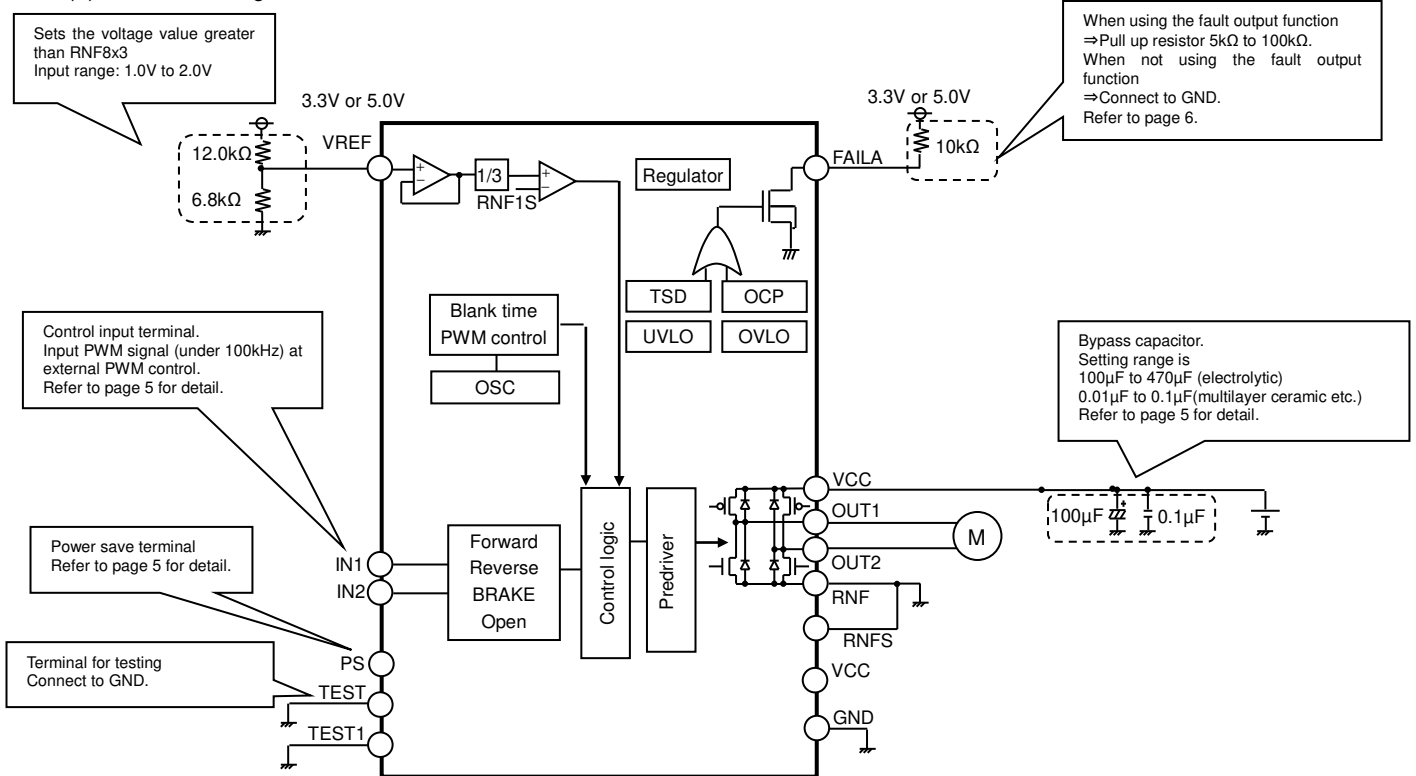 Sets the voltage value greater
than RNF8x3
Input range: 1.0V to 2.0V
3.3V or 5.0V
12.0kΩ
6.8kΩ
VREF
+
−
1/3
+
−
RNF1S
Regulator
FAILA
3.3V or 5.0V
10kΩ
When using the fault output function
⇒Pull up resistor 5kΩ to 100kΩ.
When not using the fault output
function
⇒Connect to GND.
Refer to page 6.
TSD
OCP
UVLO
OVLO
Blank time
PWM control
OSC
Control input terminal.
Input PWM signal (under 100kHz) at
external PWM control.
Refer to page 5 for detail.
Bypass capacitor.
Setting range is
100µF to 470µF (electrolytic)
0.01µF to 0.1µF(multilayer ceramic etc.)
Refer to page 5 for detail.
VCC
OUT1
OUT2
RNF
RNFS
VCC
GND
M
100µF
+
0.1µF
Power save terminal
Refer to page 5 for detail.
Terminal for testing
Connect to GND.
IN1
IN2
PS
TEST
TEST1
Forward
Reverse
BRAKE
Open
Control logic
Predriver